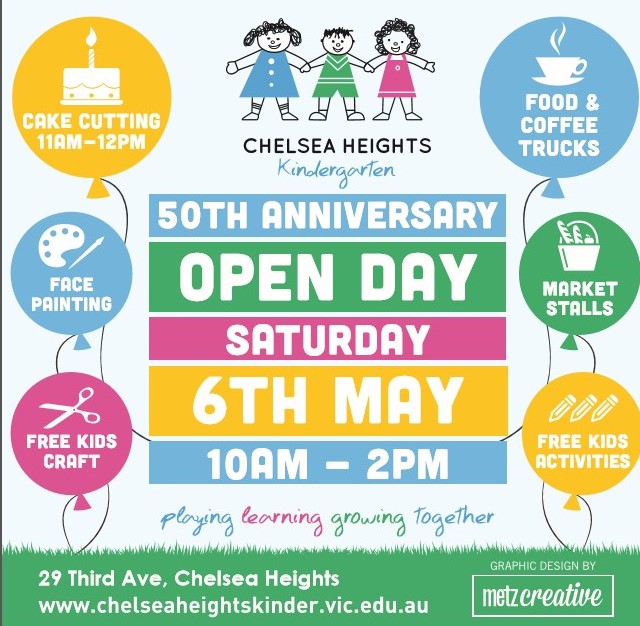 CHELSEA HEIGHTS
Kindergarten
50TH ANNIVERSARY
OPEN DAY
SATURDAY
6TH MAY
10AM – 2PM
CAKE CUTTING
11AM–12PM
FACE
PAINTING
FREE KIDS
CRAFT
FOOD &
COFFEE
TRUCKS
MARKET
STALLS
FREE KIDS
ACTIVITIES
playing learning growing together
29 Third Ave, Chelsea Heights
www.chelseaheightskinder.vic.edu.au
GRAPHIC DESIGN BY
metzcreative